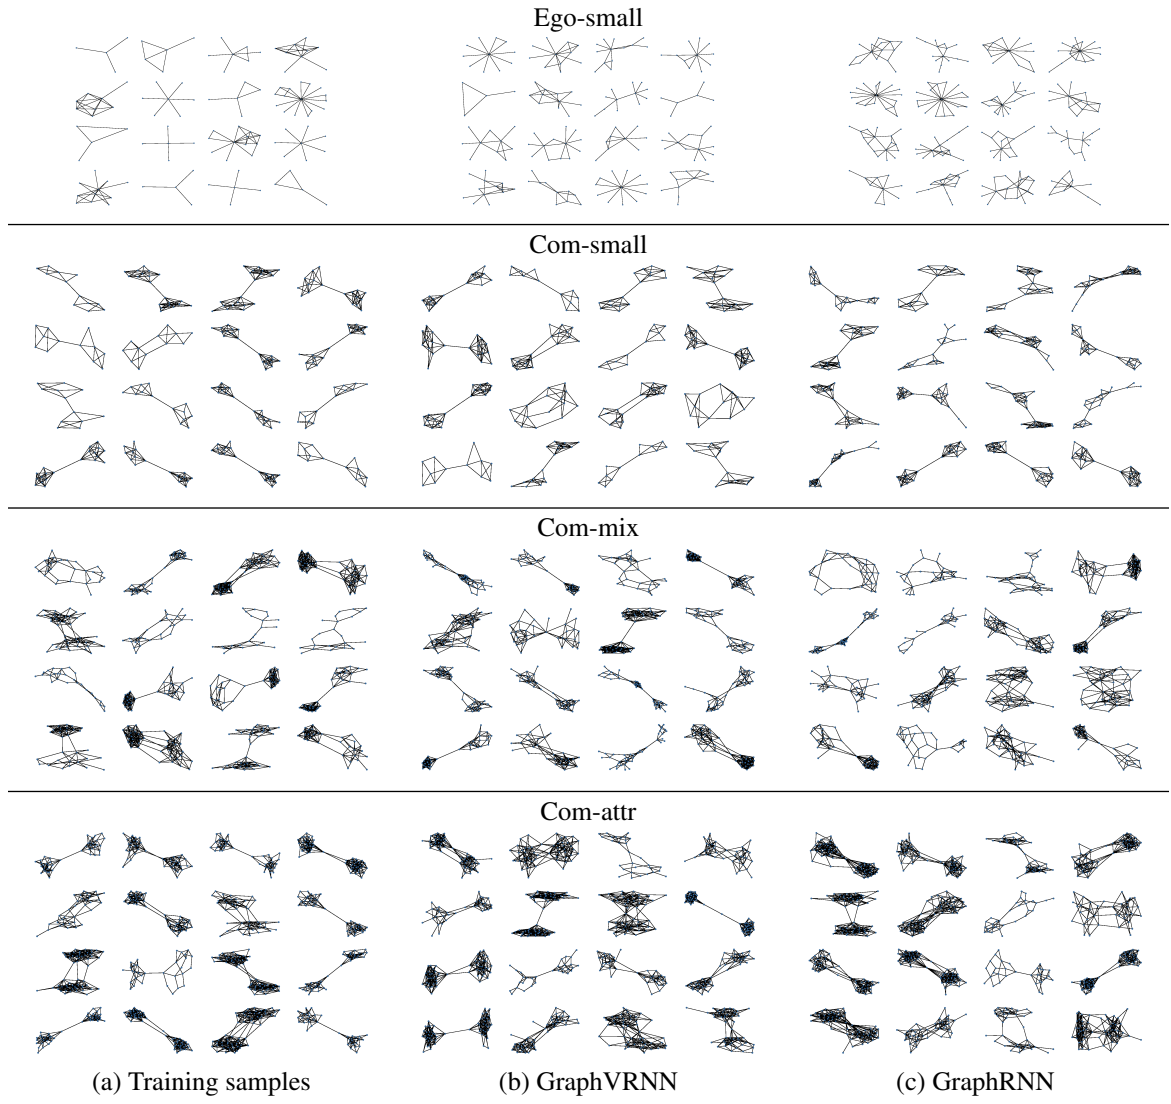 Ego-small
Com-small
Com-mix
Com-attr
(a) Training samples
(b) GraphVRNN
(c) GraphRNN